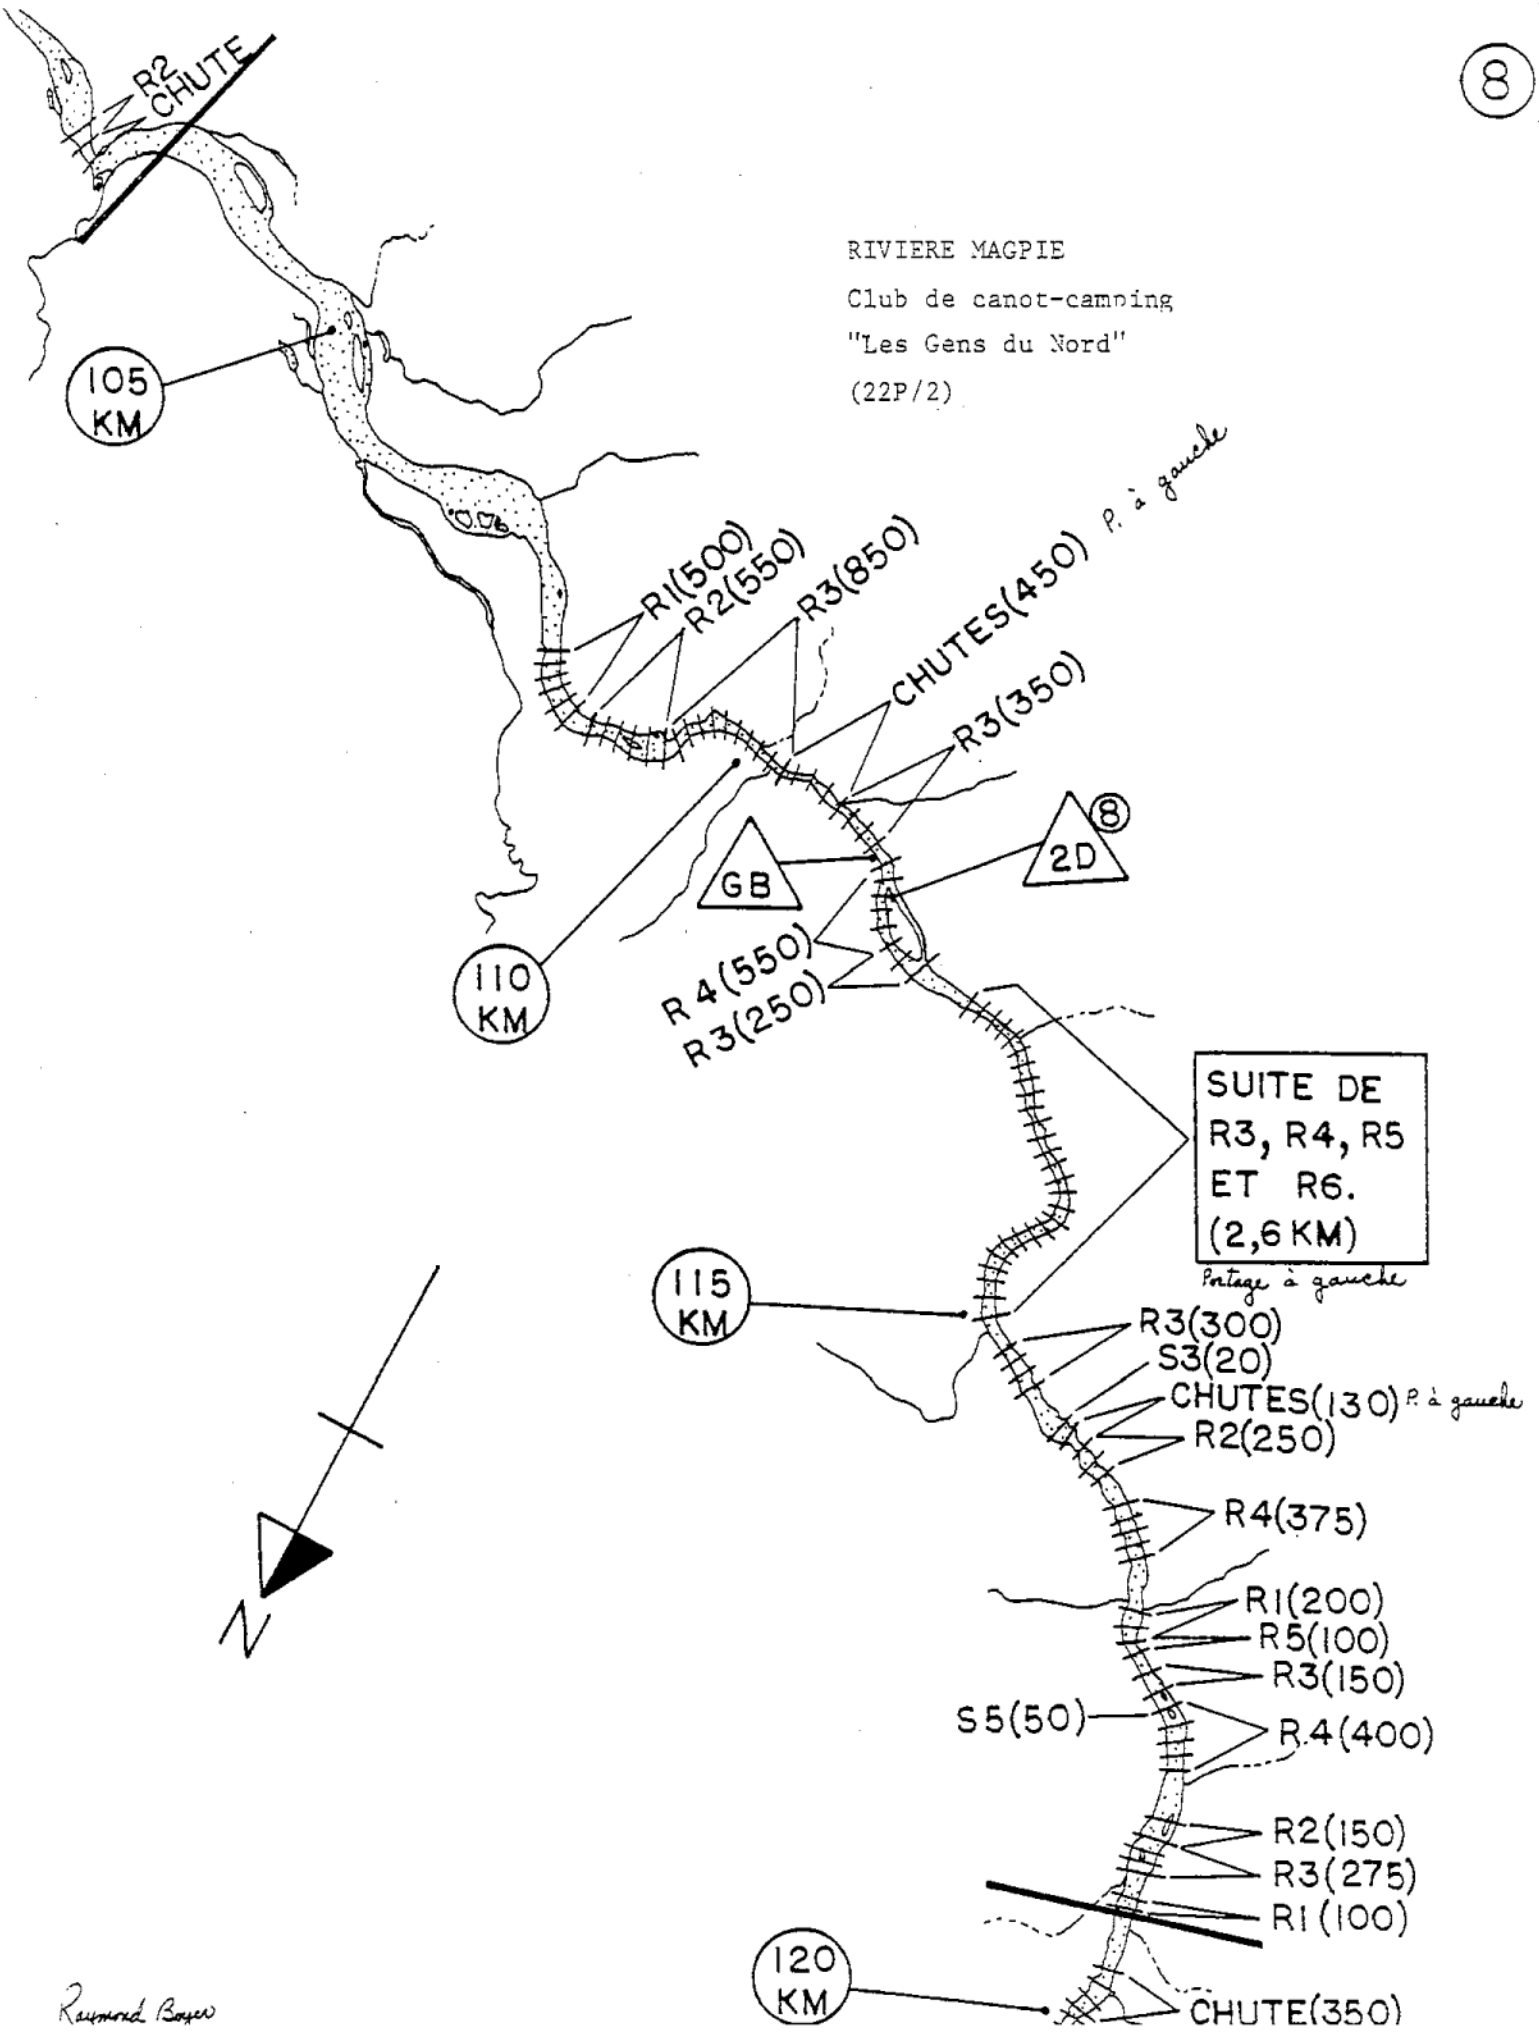 8
R2
CHUTE
RIVIERE MAGPIE
Club de canot-camping
"Les Gens du Nord"
(22P/2)
105
KM
P. à gauche
R1(500)
R2(550)
R3(850)
CHUTES(450)
R3(350)
8
2D
GB
110
KM
R4(550)
R3(250)
SUITE DE
R3, R4, R5
ET R6.
(2,6 KM)
Portage à gauche
115
KM
R3(300)
S3(20)
CHUTES(130) P. à gauche
R2(250)
R4(375)
R1(200)
R5(100)
R3(150)
S5(50)
R4(400)
N
R2(150)
R3(275)
R1(100)
120
KM
CHUTE(350)
Raymond Boyer